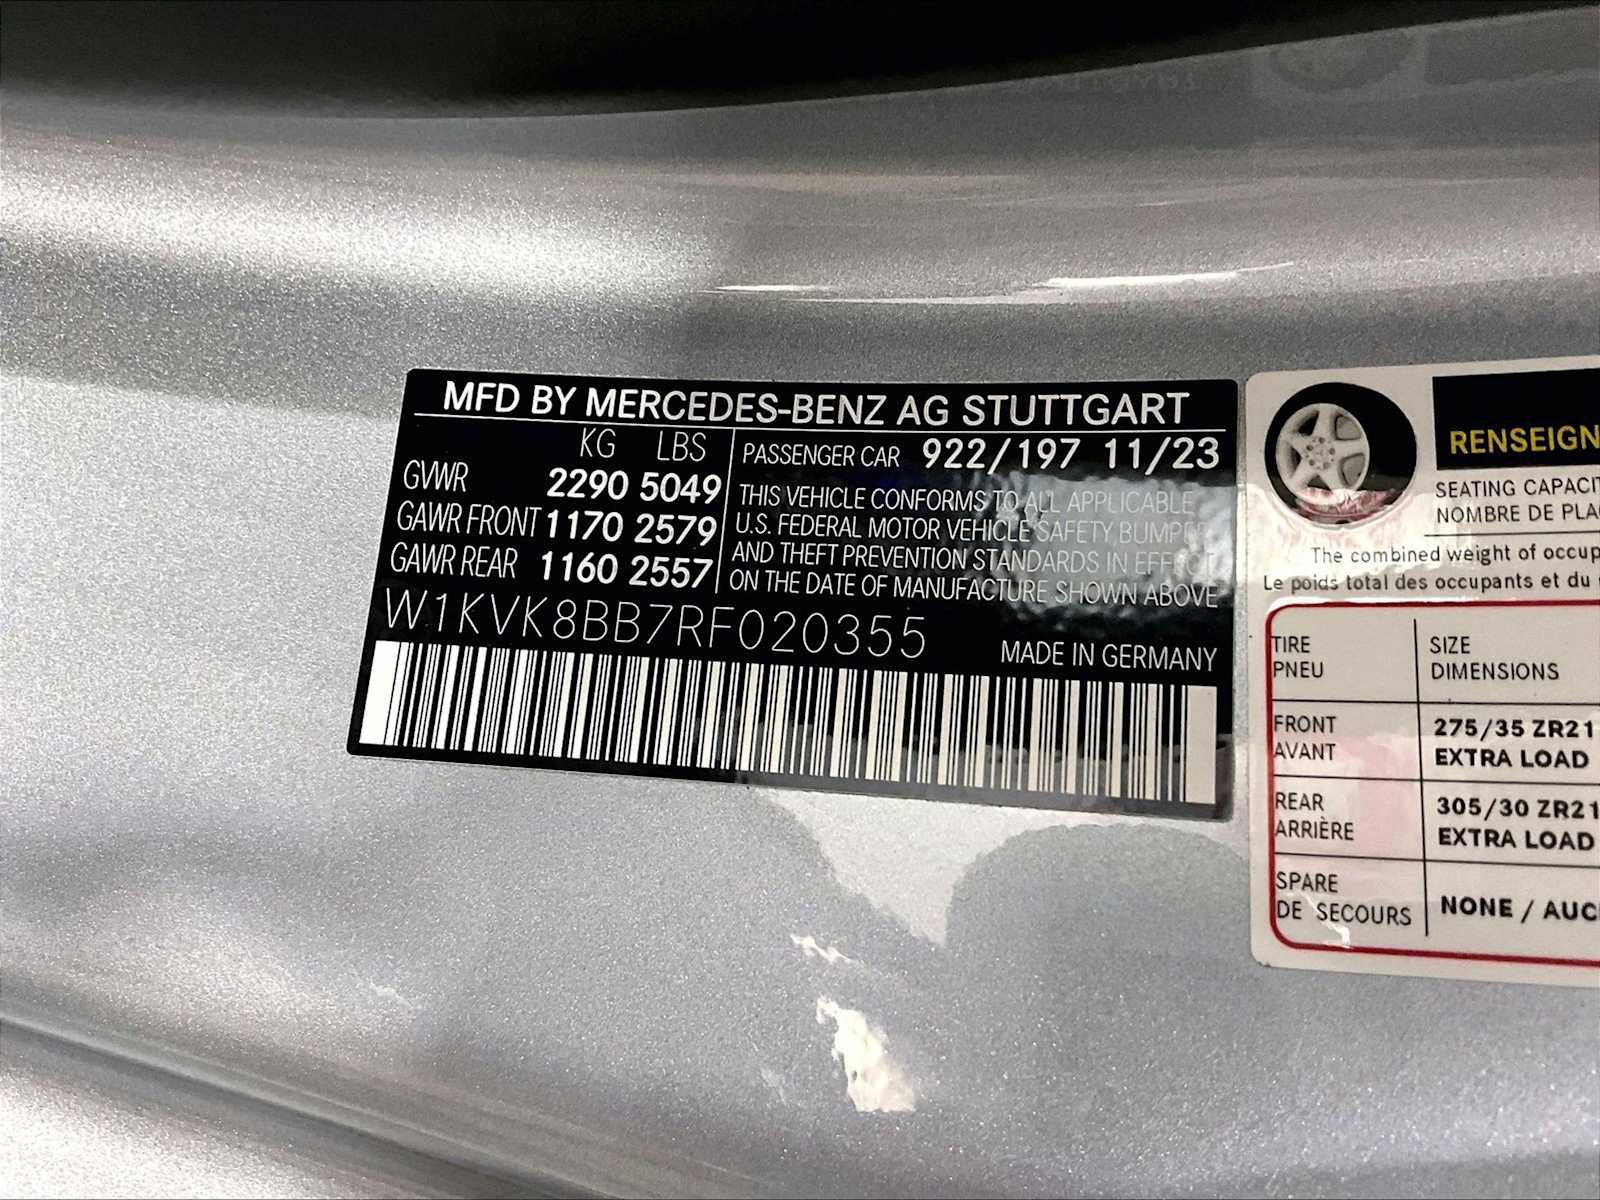 MFD BY MERCEDES-BENZ AG STUTTGART
KG LBS
GVWR 2290 5049
GAWR FRONT 1170 2579
GAWR REAR 1160 2557
PASSENGER CAR 922/197 11/23
THIS VEHICLE CONFORMS TO ALL APPLICABLE
U.S. FEDERAL MOTOR VEHICLE SAFETY, BUMPER
AND THEFT PREVENTION STANDARDS IN EFFECT
ON THE DATE OF MANUFACTURE SHOWN ABOVE
W1KVK8BB7RF020355
MADE IN GERMANY
RENSEIGN
SEATING CAPACIT
NOMBRE DE PLA
The combined weight of occup
Le poids total des occupants et du
TIRE SIZE
PNEU DIMENSIONS
FRONT 275/35 ZR21
AVANT EXTRA LOAD
REAR 305/30 ZR21
ARRIÈRE EXTRA LOAD
SPARE
DE SECOURS NONE / AUC